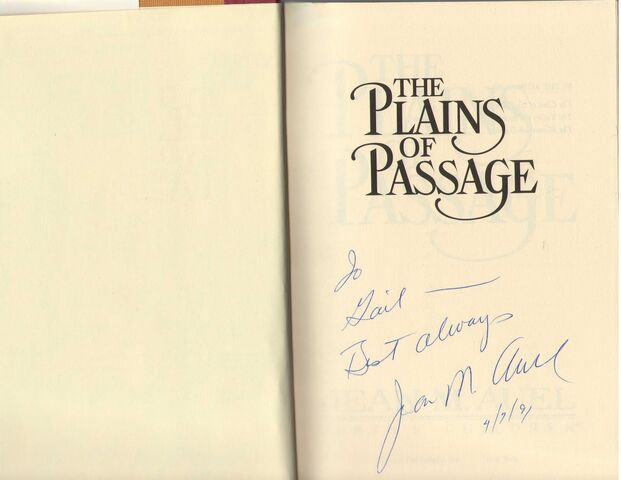 THE
PLAINS
OF
PASSAGE
To
Gail —
Best always
Jean M. Auel
4/7/91